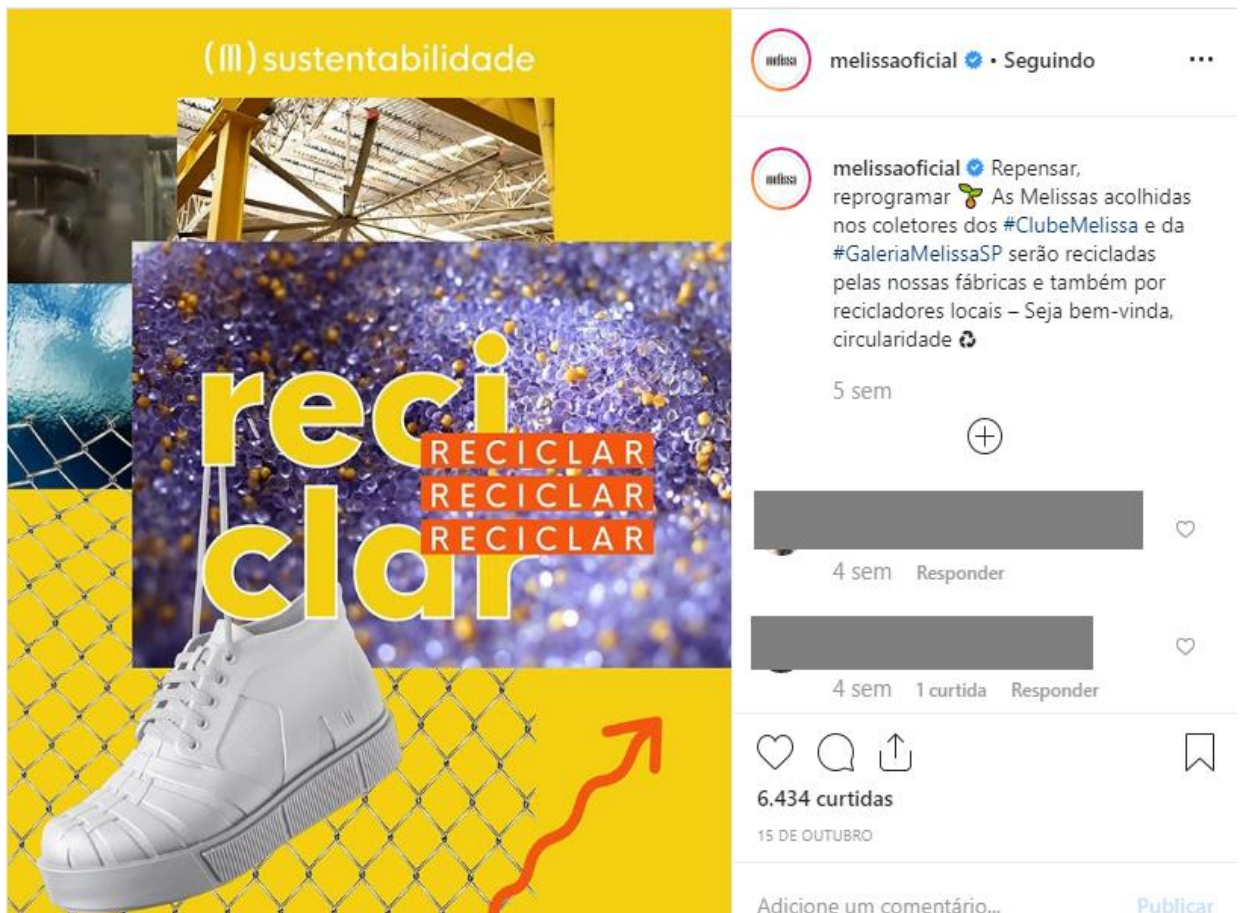 (M) sustentabilidade
reci
clar
RECICLAR
RECICLAR
RECICLAR
melissa
melissaoficial • Seguindo
melissa
melissaoficial Repensar,
reprogramar 🌱 As Melissas acolhidas
nos coletores dos #ClubeMelissa e da
#GaleriaMelissaSP serão recicladas
pelas nossas fábricas e também por
recicladores locais – Seja bem-vinda,
circularidade ♻
5 sem
4 sem Responder
4 sem 1 curtida Responder
6.434 curtidas
15 DE OUTUBRO
Adicione um comentário... Publicar